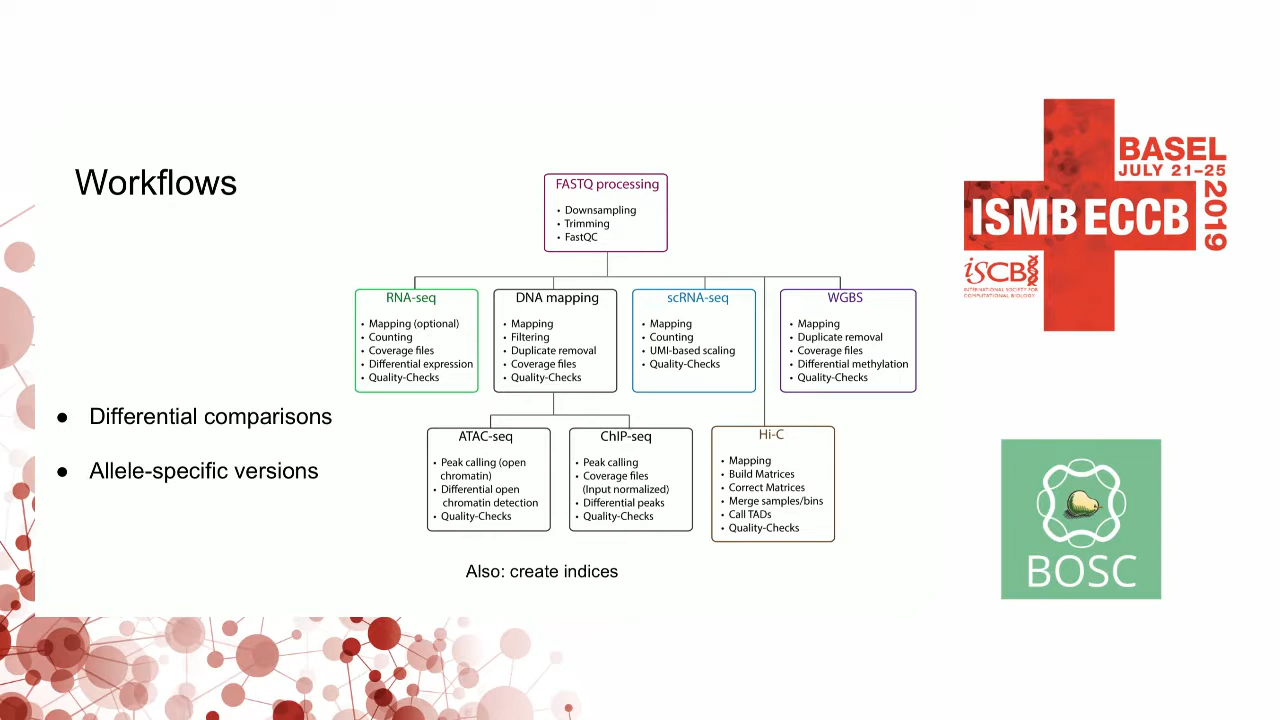 Workflows
FASTQ processing
• Downsampling
• Trimming
• FastQC
RNA-seq
• Mapping (optional)
• Counting
• Coverage files
• Differential expression
• Quality-Checks
DNA mapping
• Mapping
• Filtering
• Duplicate removal
• Coverage files
• Quality-Checks
scRNA-seq
• Mapping
• Counting
• UMI-based scaling
• Quality-Checks
WGBS
• Mapping
• Duplicate removal
• Coverage files
• Differential methylation
• Quality-Checks
● Differential comparisons
● Allele-specific versions
ATAC-seq
• Peak calling (open
chromatin)
• Differential open
chromatin detection
• Quality-Checks
ChIP-seq
• Peak calling
• Coverage files
(Input normalized)
• Differential peaks
• Quality-Checks
Hi-C
• Mapping
• Build Matrices
• Correct Matrices
• Merge samples/bins
• Call TADs
• Quality-Checks
Also: create indices
BASEL
JULY 21–25
2019
ISMB ECCB
iSCB
INTERNATIONAL SOCIETY FOR
COMPUTATIONAL BIOLOGY
BOSC